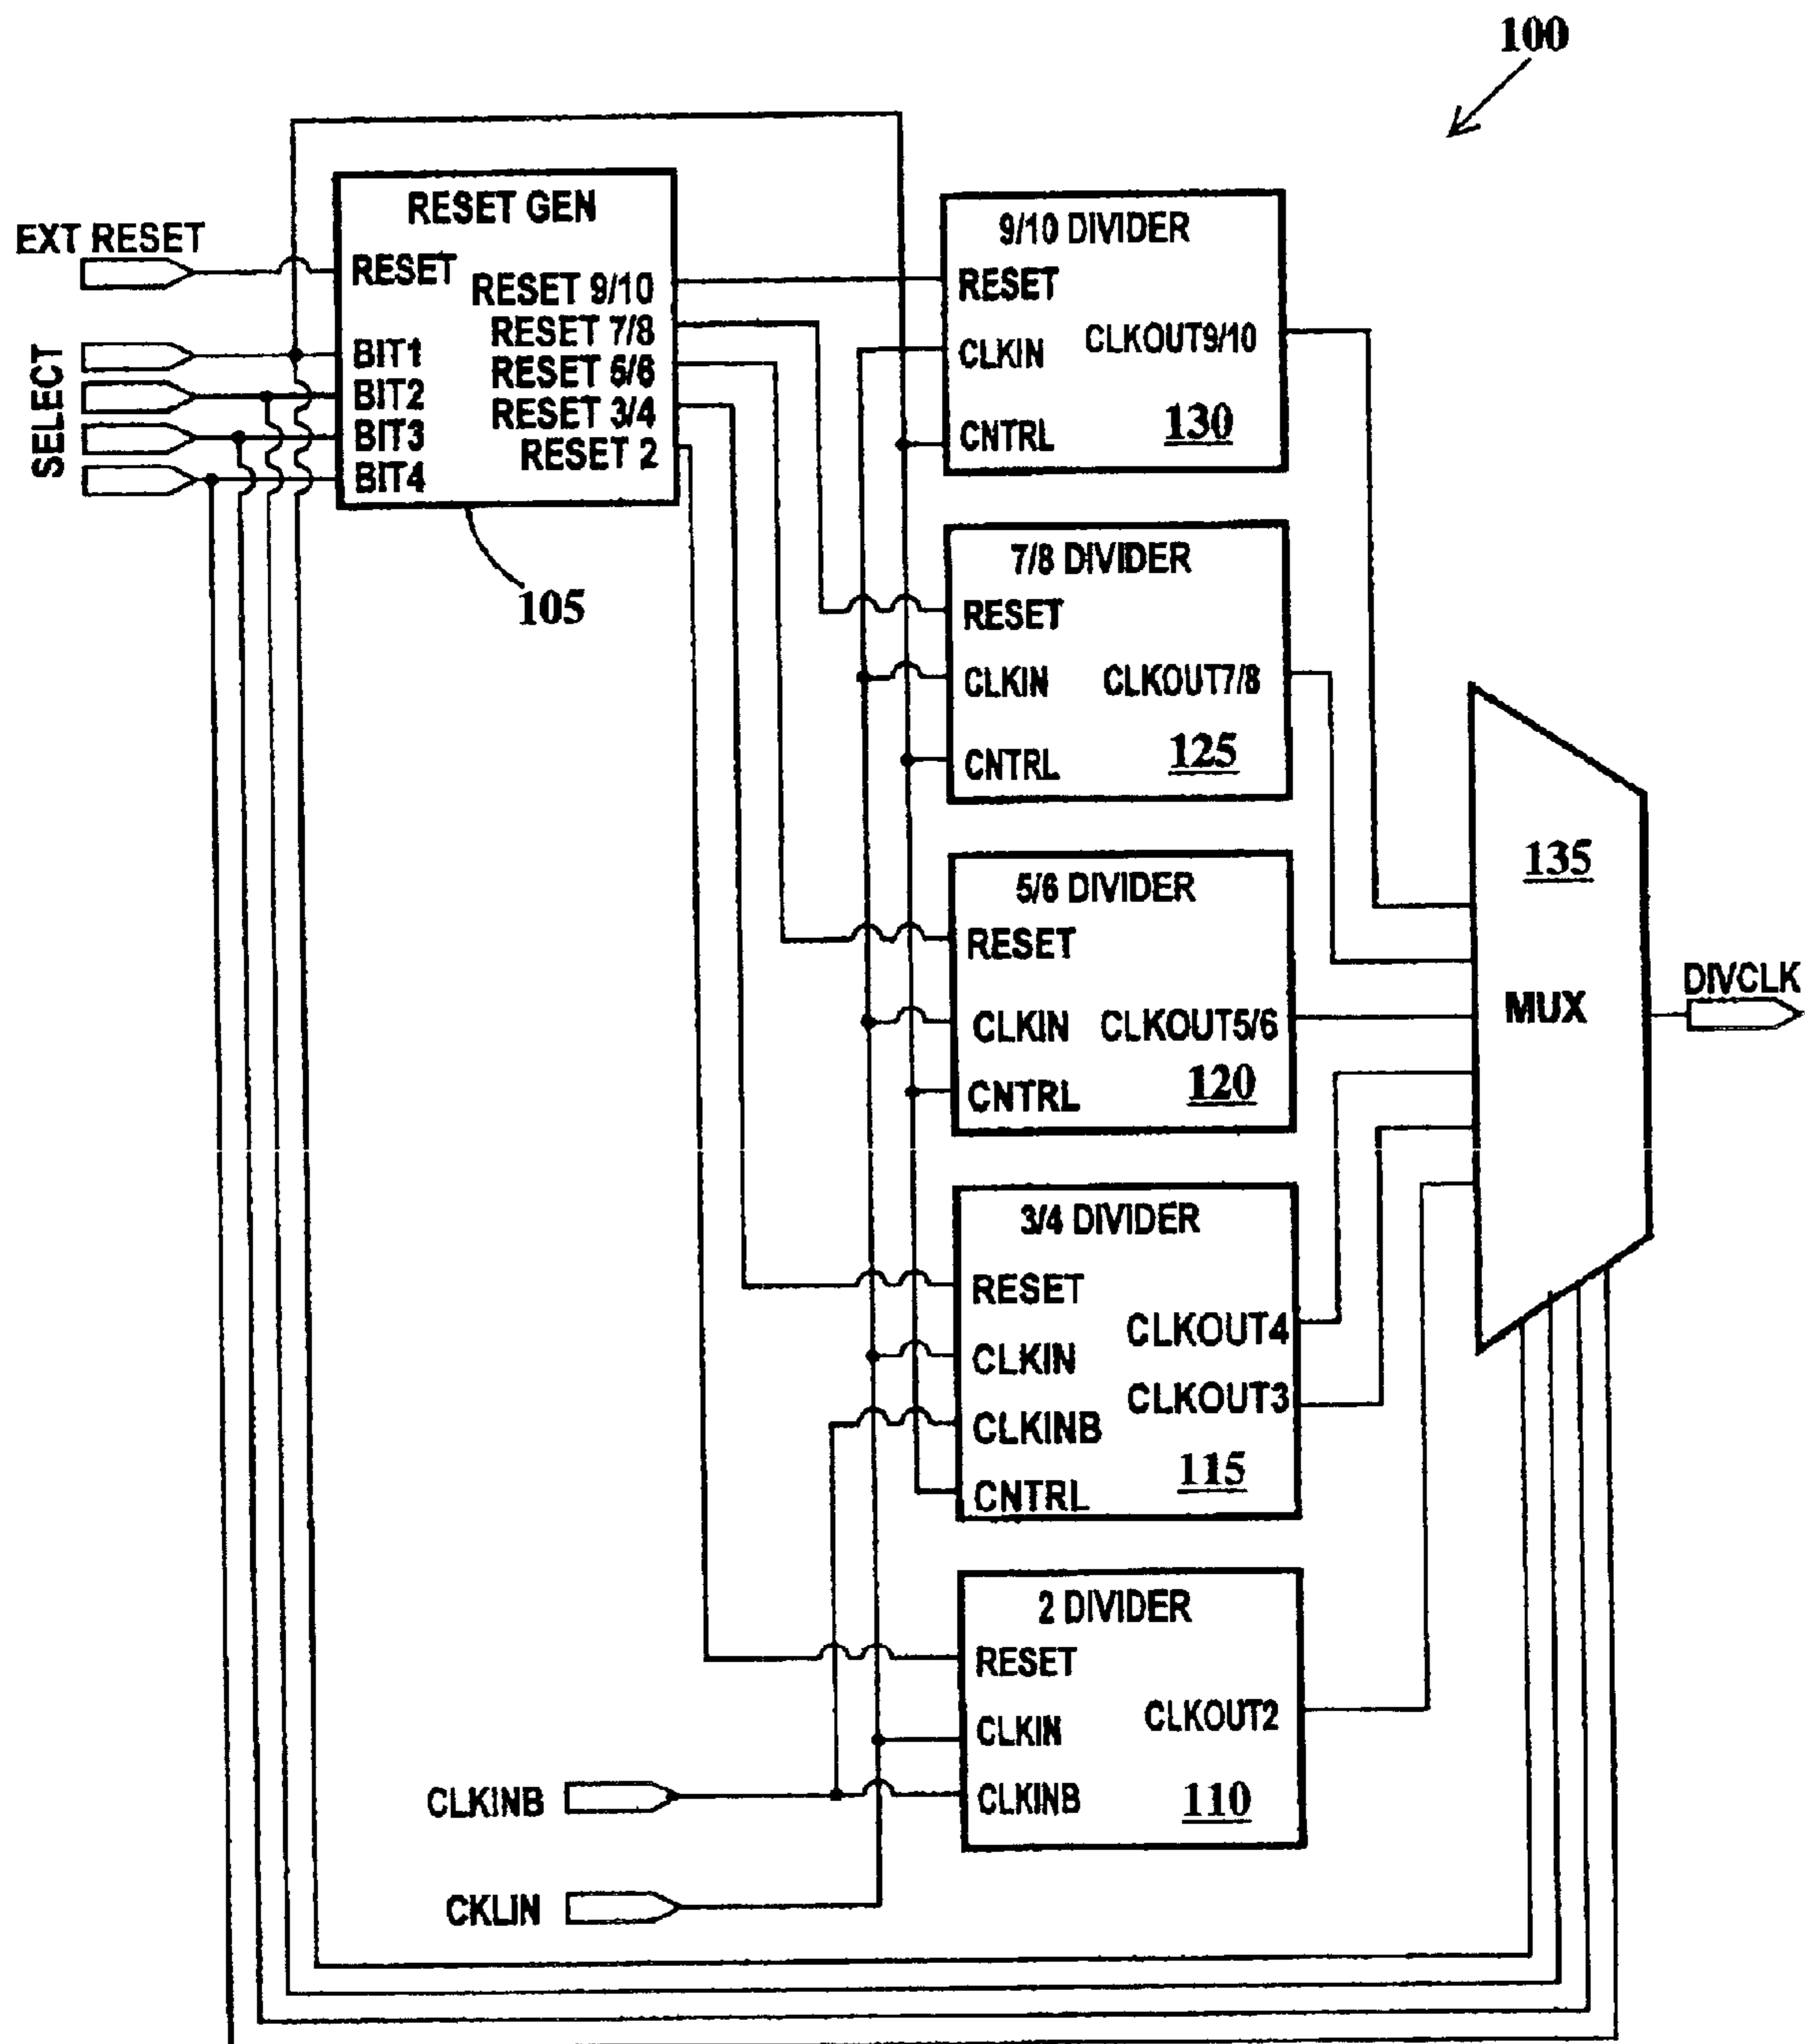 100
EXT RESET
SELECT
RESET GEN
RESET
BIT1
BIT2
BIT3
BIT4
RESET 9/10
RESET 7/8
RESET 5/6
RESET 3/4
RESET 2
105
9/10 DIVIDER
RESET
CLKIN
CLKOUT9/10
CNTRL
130
7/8 DIVIDER
RESET
CLKIN
CLKOUT7/8
CNTRL
125
5/6 DIVIDER
RESET
CLKIN
CLKOUT5/6
CNTRL
120
3/4 DIVIDER
RESET
CLKIN
CLKINB
CNTRL
CLKOUT4
CLKOUT3
115
2 DIVIDER
RESET
CLKIN
CLKINB
CLKOUT2
110
135
MUX
DIVCLK
CLKINB
CKLIN